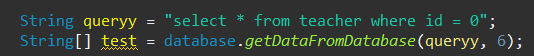 String queryy = "select * from teacher where id = 0";
String[] test = database.getDataFromDatabase(queryy, 6);